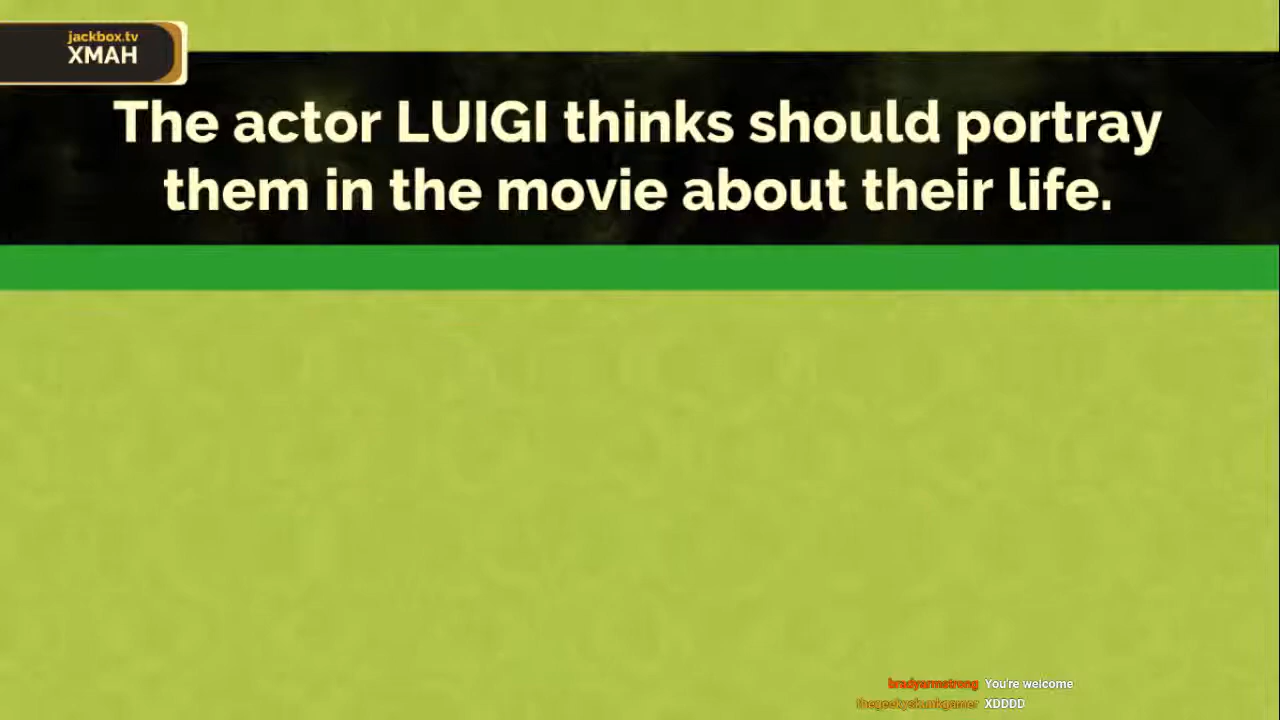 jackbox.tv
XMAH
The actor LUIGI thinks should portray
them in the movie about their life.
bradyarmstrong You're welcome
thegeekyskunkgamer XDDDD